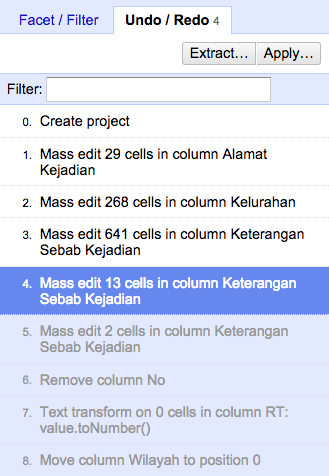 Facet / Filter Undo / Redo 4
Extract... Apply...
Filter:
0. Create project
1. Mass edit 29 cells in column Alamat
Kejadian
2. Mass edit 268 cells in column Kelurahan
3. Mass edit 641 cells in column Keterangan
Sebab Kejadian
4. Mass edit 13 cells in column Keterangan
Sebab Kejadian
5. Mass edit 2 cells in column Keterangan
Sebab Kejadian
6. Remove column No
7. Text transform on 0 cells in column RT:
value.toNumber()
8. Move column Wilayah to position 0